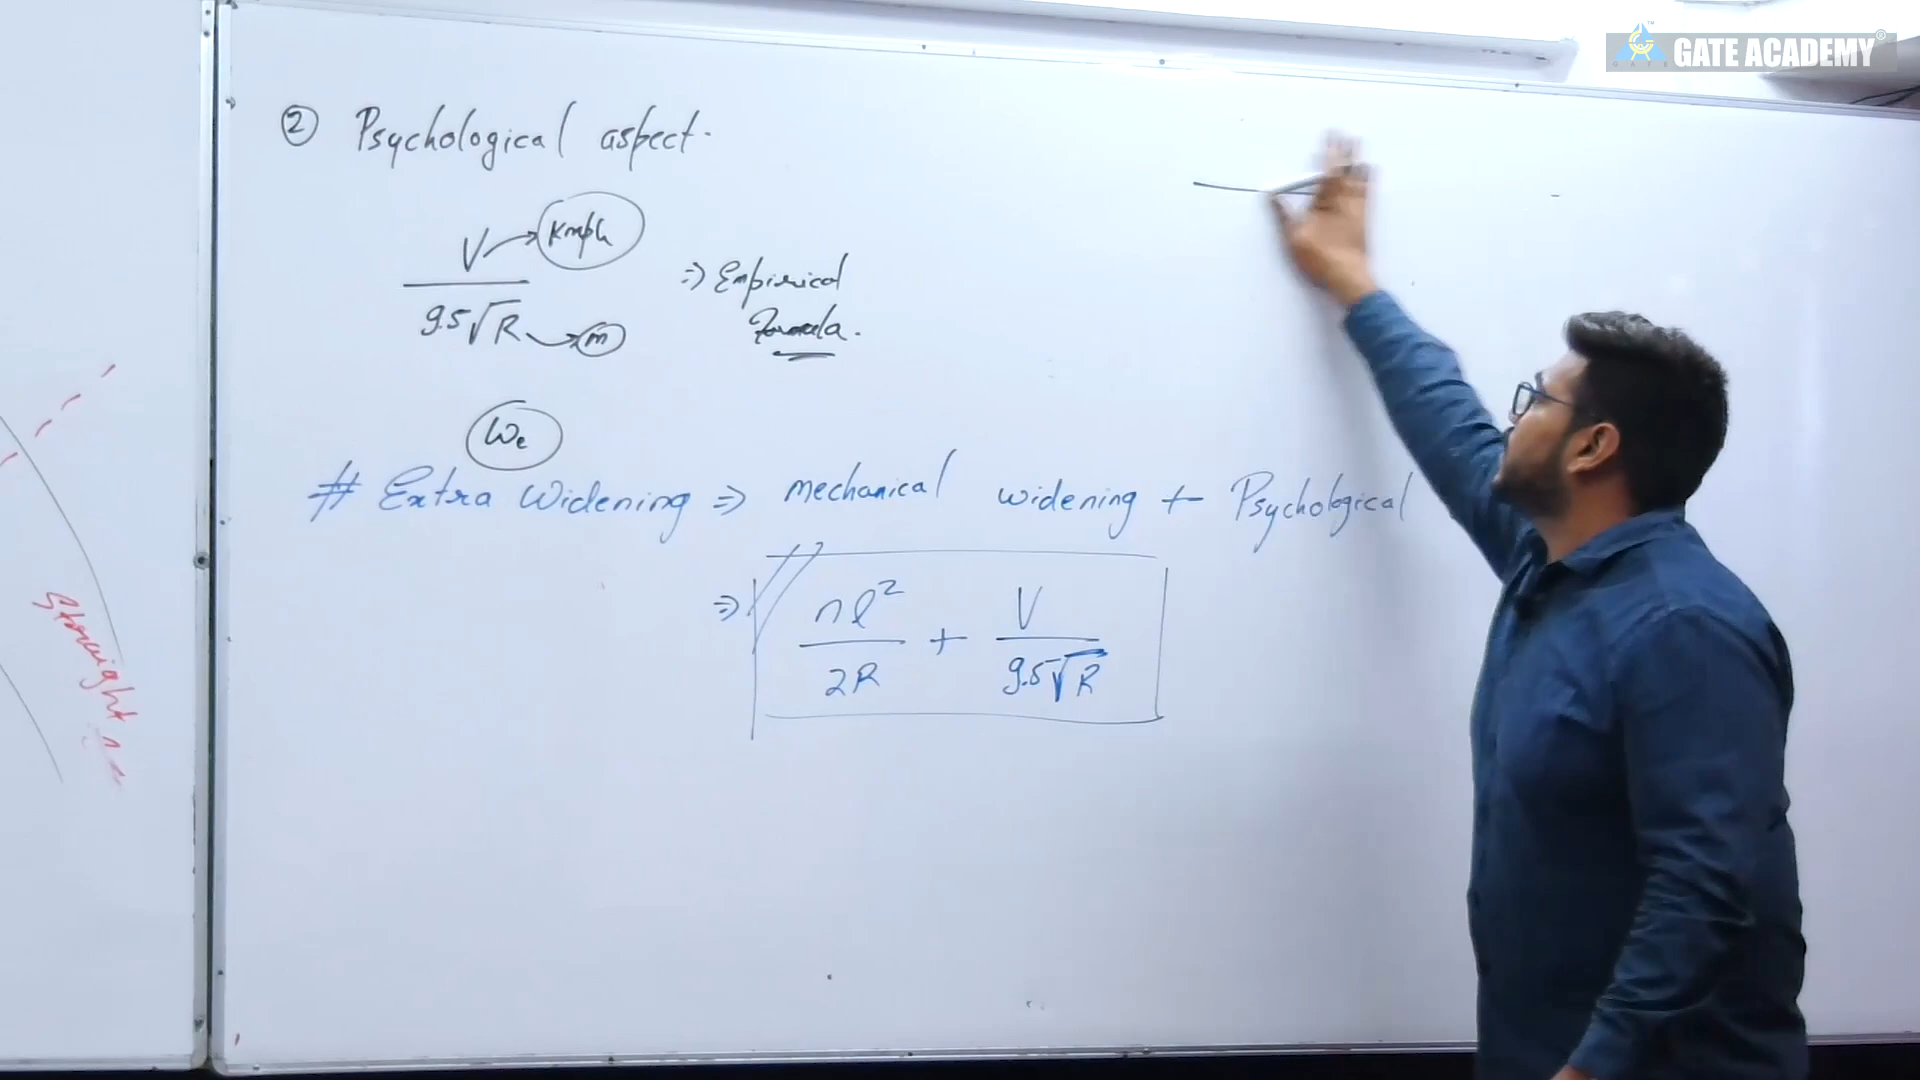 GATE ACADEMY
② Psychological aspect.
V → Kmph
9.5√R → m
⇒ Empirical
Formula.
We
# Extra Widening ⇒ mechanical widening + Psychological
⇒ nl²/2R + V/9.5√R
Straight